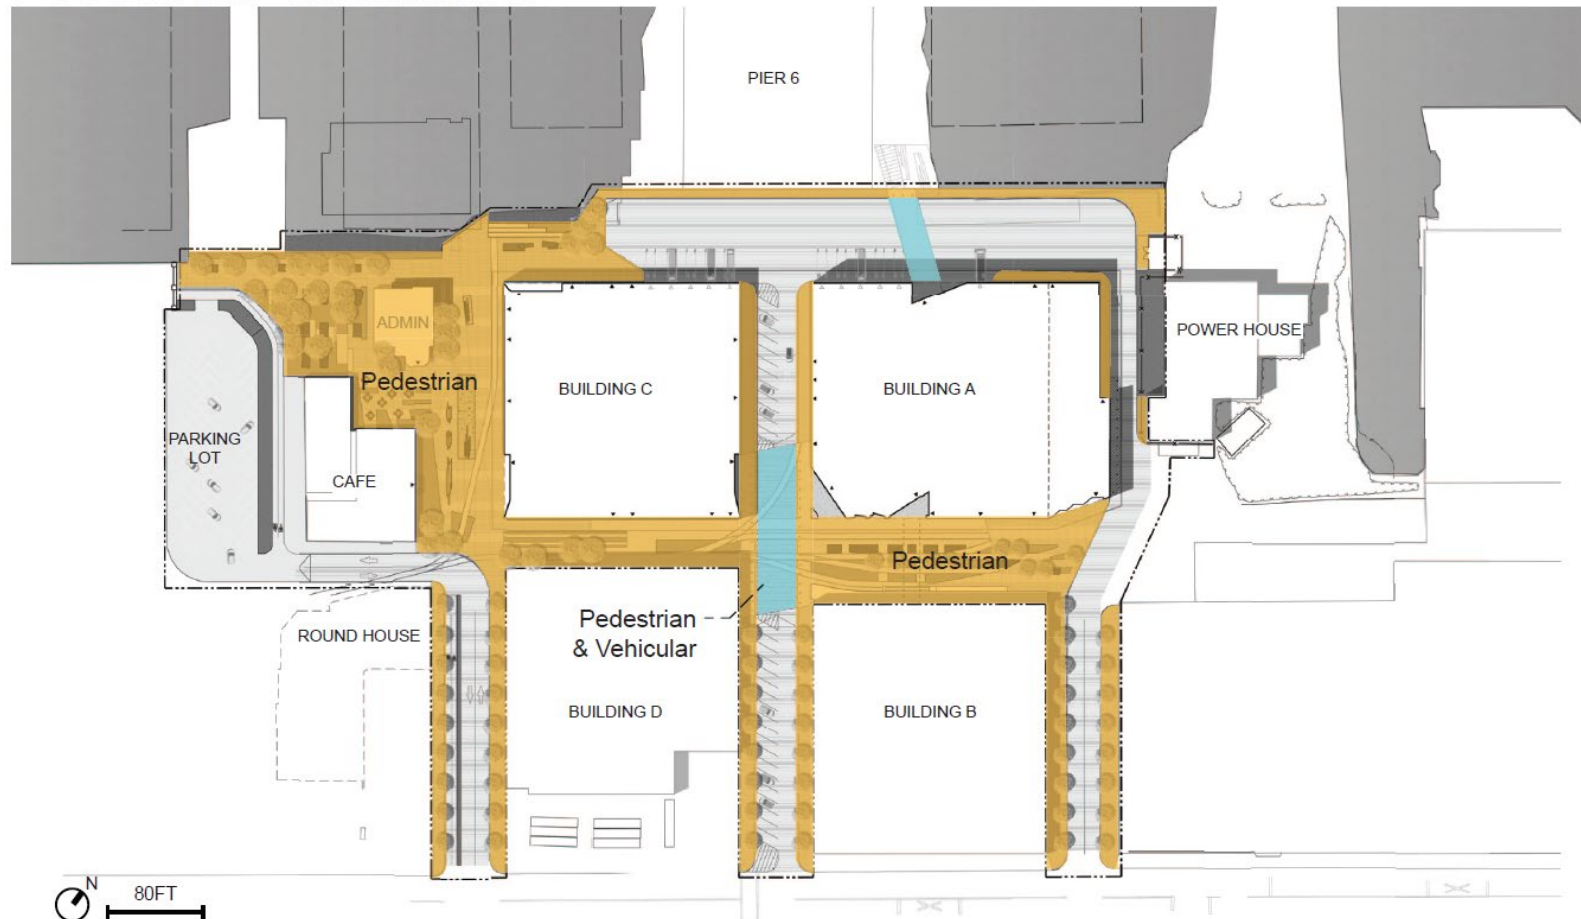 PIER 6
ADMIN
POWER HOUSE
Pedestrian
BUILDING C
BUILDING A
PARKING
LOT
CAFE
Pedestrian
Pedestrian
& Vehicular
ROUND HOUSE
BUILDING D
BUILDING B
N
80FT